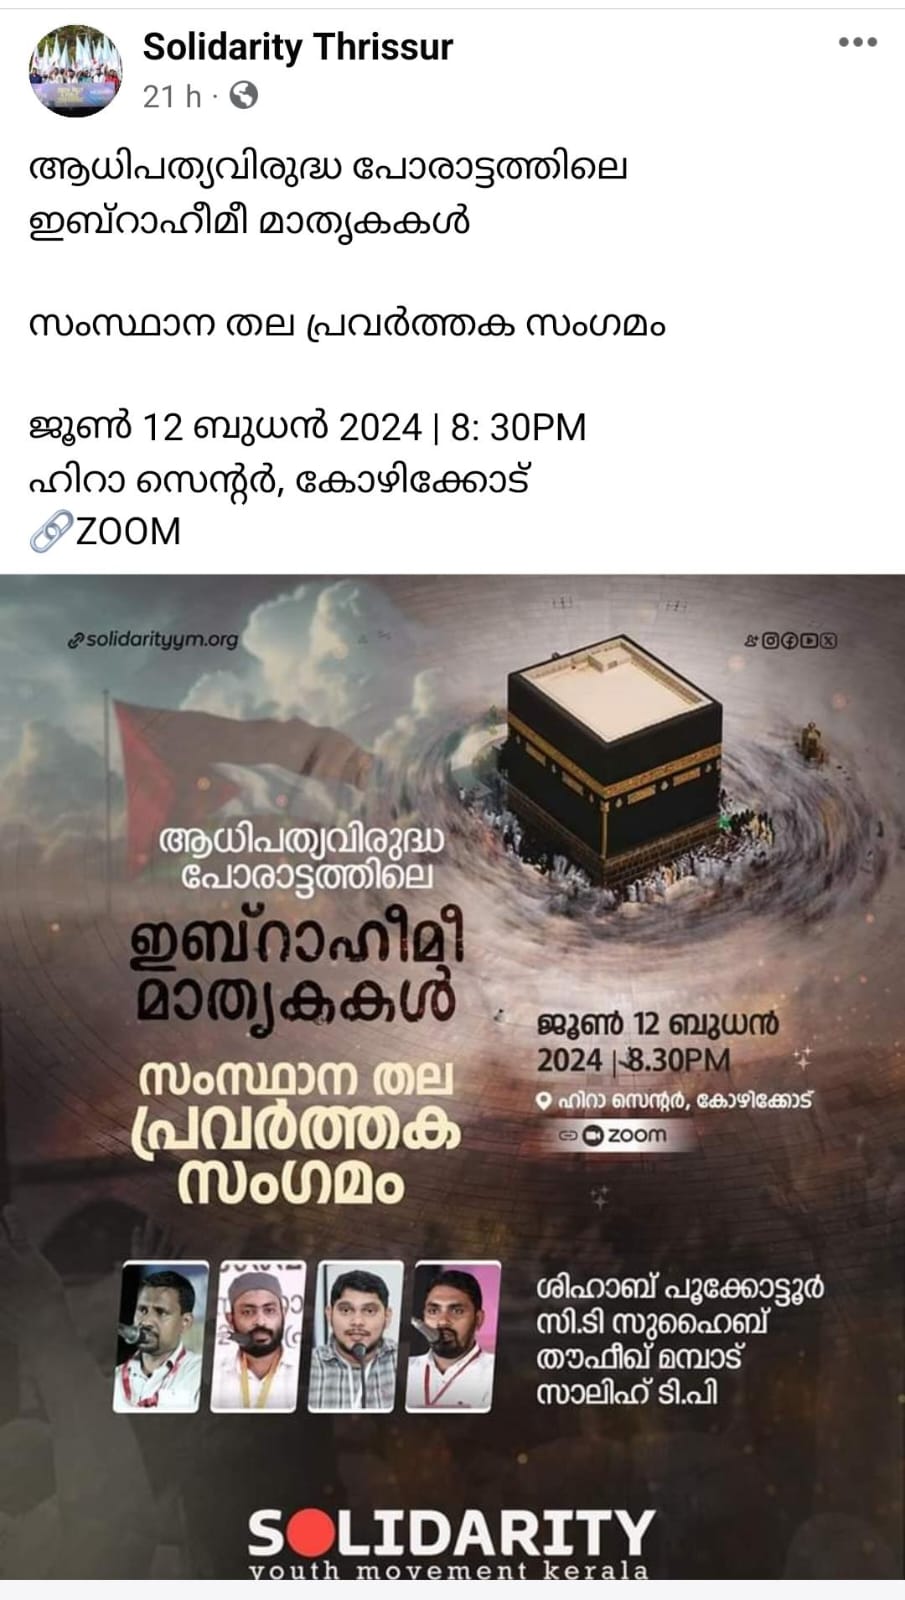 Solidarity Thrissur
21 h ·
ആധിപത്യവിരുദ്ധ പോരാട്ടത്തിലെ
ഇബ്റാഹീമീ മാതൃകകൾ
സംസ്ഥാന തല പ്രവർത്തക സംഗമം
ജൂൺ 12 ബുധൻ 2024 | 8: 30PM
ഹിറാ സെന്റർ, കോഴിക്കോട്
🔗ZOOM
solidarityym.org
ആധിപത്യവിരുദ്ധ
പോരാട്ടത്തിലെ
ഇബ്റാഹീമീ
മാതൃകകൾ
സംസ്ഥാന തല
പ്രവർത്തക
സംഗമം
ജൂൺ 12 ബുധൻ
2024 | 8.30PM
ഹിറാ സെന്റർ, കോഴിക്കോട്
zoom
ശിഹാബ് പൂക്കോട്ടൂർ
സി.ടി സുഹൈബ്
തൗഫീഖ് മമ്പാട്
സാലിഹ് ടി.പി
SOLIDARITY
youth movement kerala